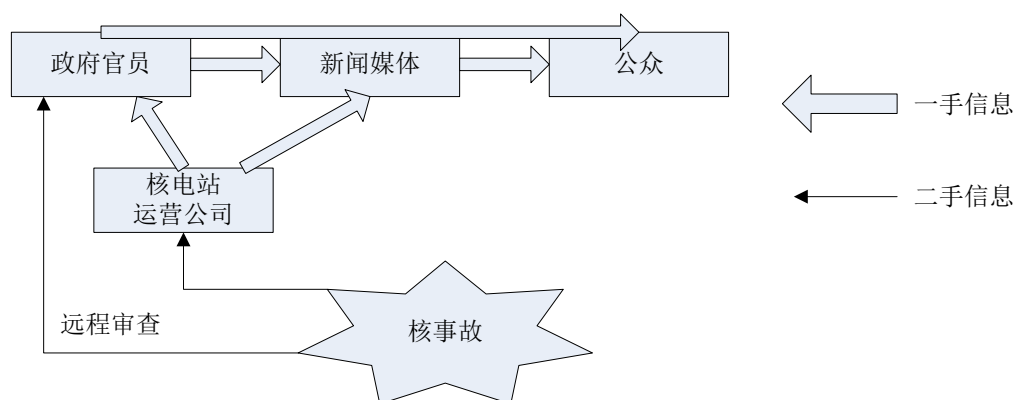 政府官员
新闻媒体
公众
一手信息
核电站
运营公司
二手信息
远程审查
核事故